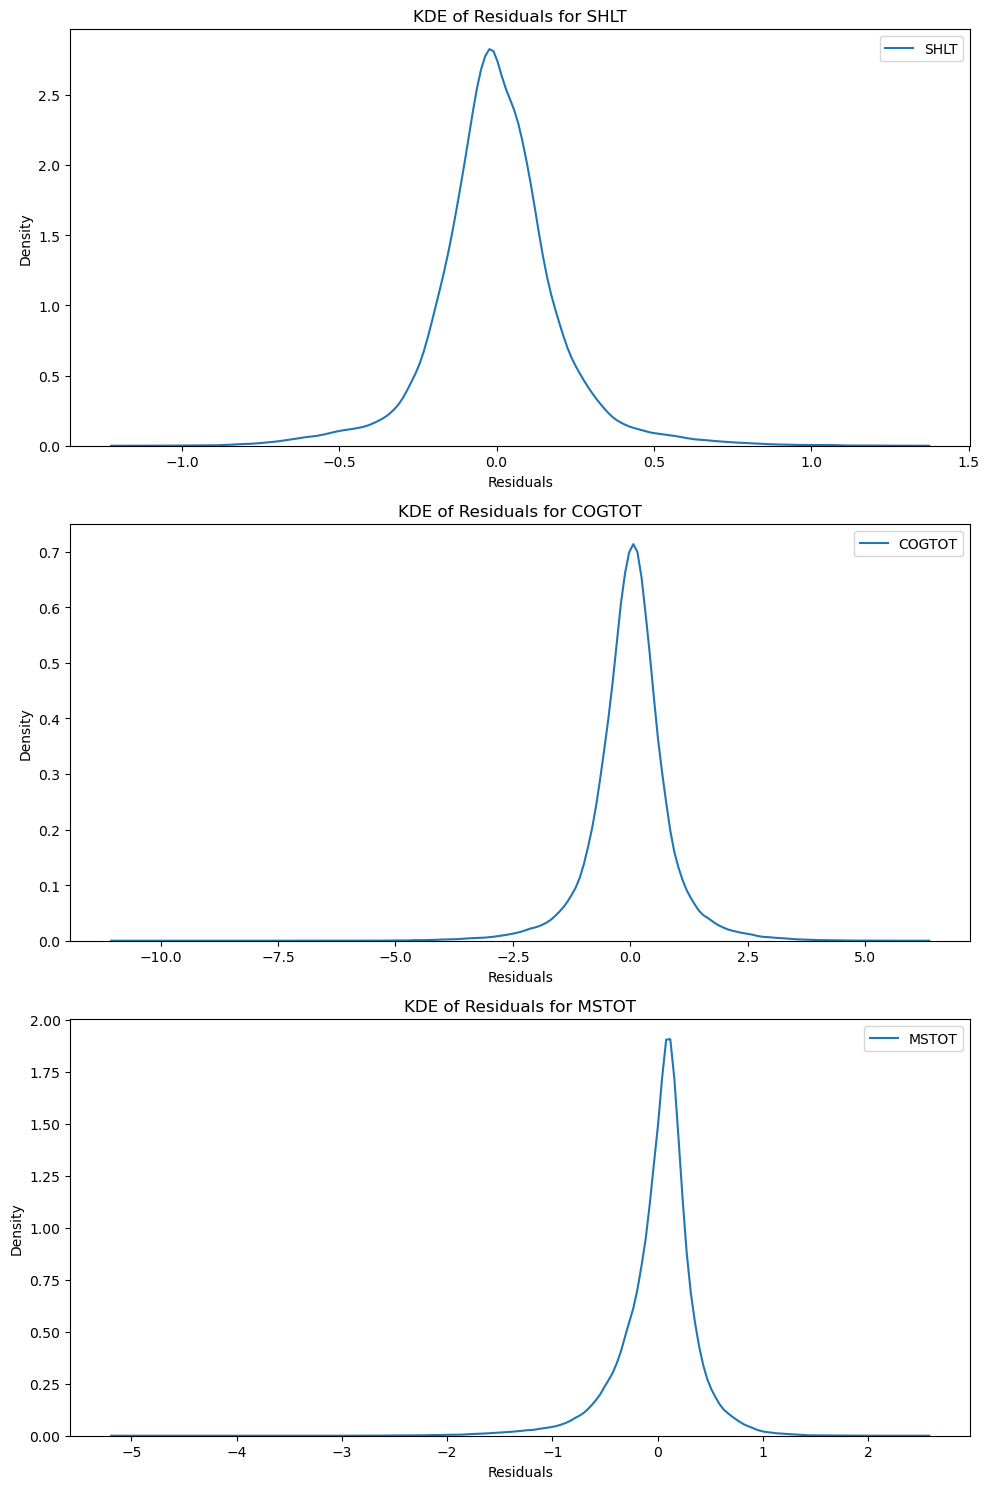 KDE of Residuals for SHLT
SHLT
2.5
2.0
1.5
1.0
0.5
0.0
Density
−1.0 −0.5 0.0 0.5 1.0 1.5
Residuals
KDE of Residuals for COGTOT
COGTOT
0.7
0.6
0.5
0.4
0.3
0.2
0.1
0.0
Density
−10.0 −7.5 −5.0 −2.5 0.0 2.5 5.0
Residuals
KDE of Residuals for MSTOT
MSTOT
2.00
1.75
1.50
1.25
1.00
0.75
0.50
0.25
0.00
Density
−5 −4 −3 −2 −1 0 1 2
Residuals